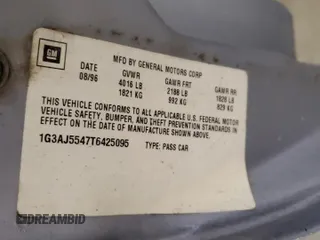 GM
MFD BY GENERAL MOTORS CORP
DATE GVWR GAWR FRT GAWR RR
08/96 4016 LB 2188 LB 1828 LB
1821 KG 992 KG 829 KG
THIS VEHICLE CONFORMS TO ALL APPLICABLE U.S. FEDERAL MOTOR
VEHICLE SAFETY, BUMPER, AND THEFT PREVENTION STANDARDS IN
EFFECT ON THE DATE OF MANUFACTURE SHOWN ABOVE.
1G3AJ5547T6425095 TYPE: PASS CAR
DREAMBID